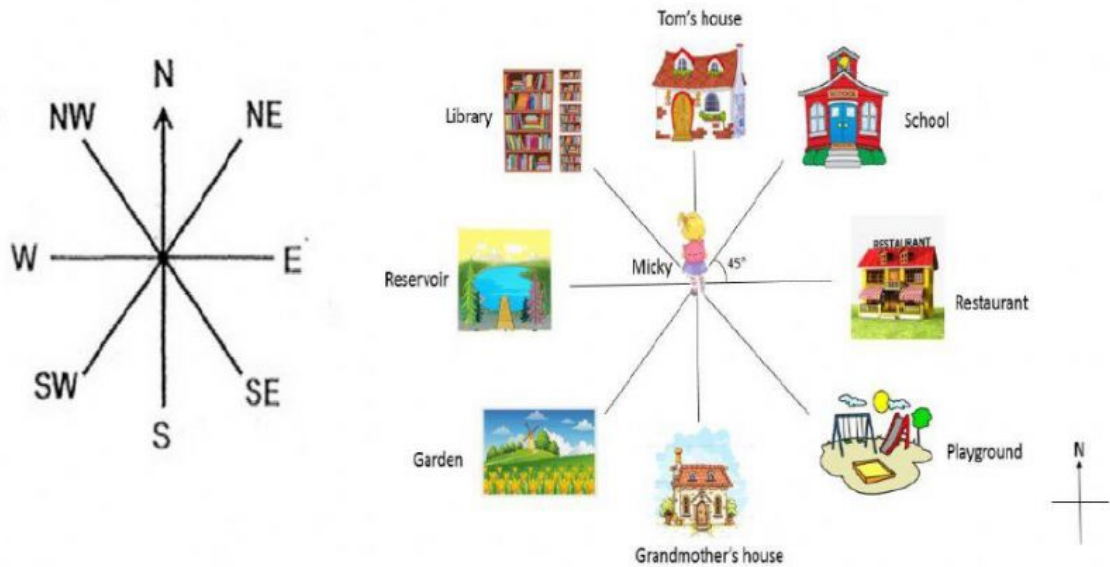 N
NW
NE
W
E
SW
SE
S
Tom's house
Library
School
Reservoir
Micky
45°
RESTAURANT
Restaurant
Garden
Playground
Grandmother's house
N